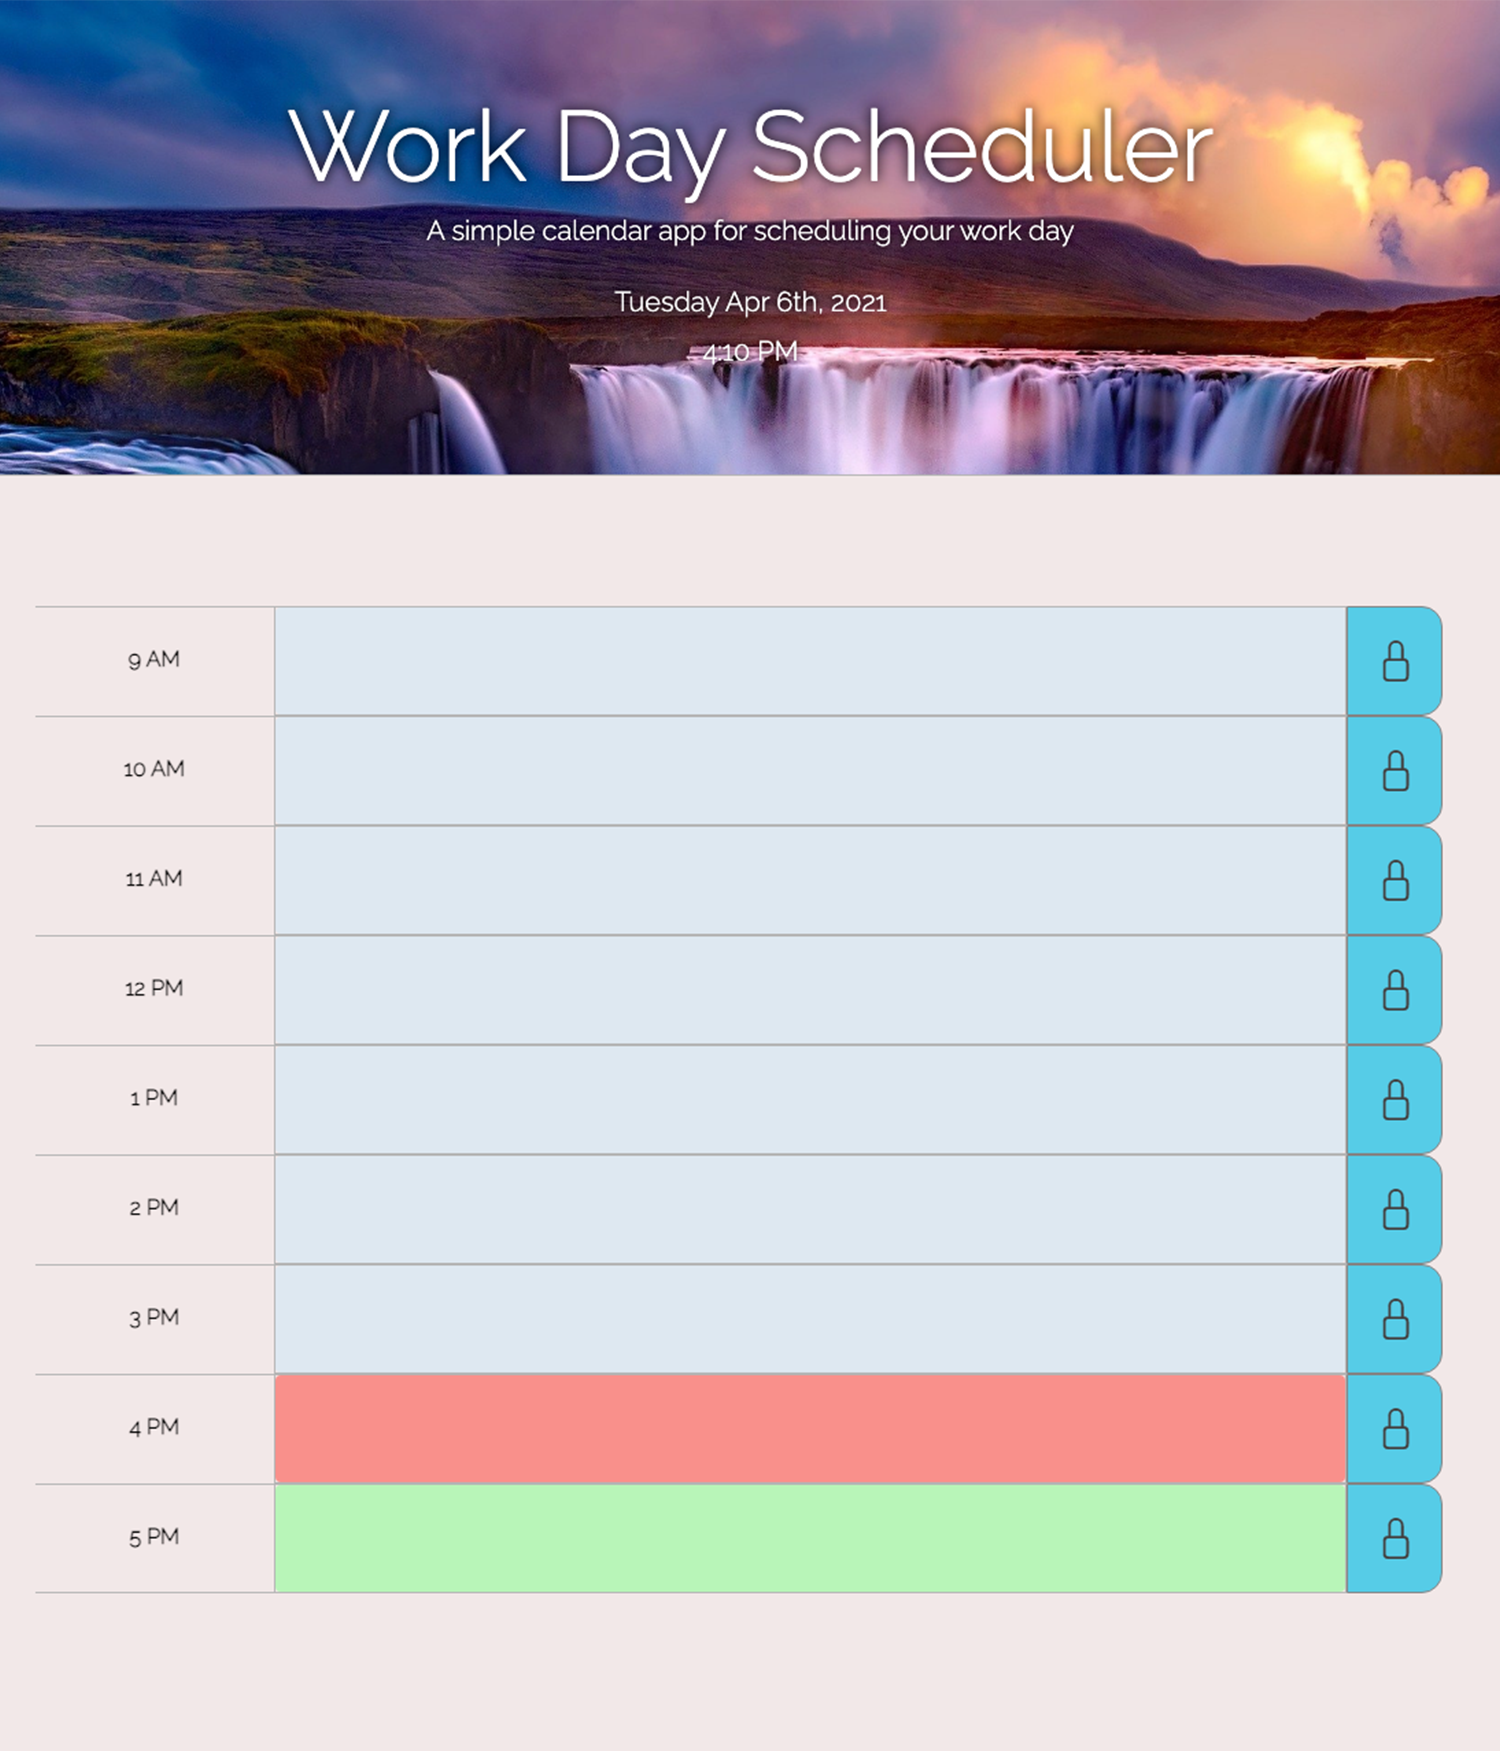 Work Day Scheduler
A simple calendar app for scheduling your work day
Tuesday Apr 6th, 2021
4:10 PM
9 AM
10 AM
11 AM
12 PM
1 PM
2 PM
3 PM
4 PM
5 PM